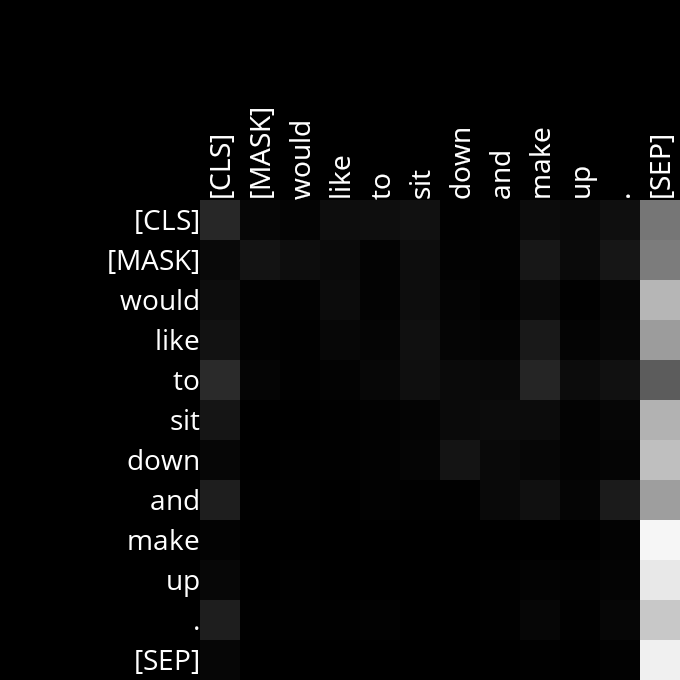 [CLS] [MASK] would like to sit down and make up . [SEP]
[CLS]
[MASK]
would
like
to
sit
down
and
make
up
.
[SEP]